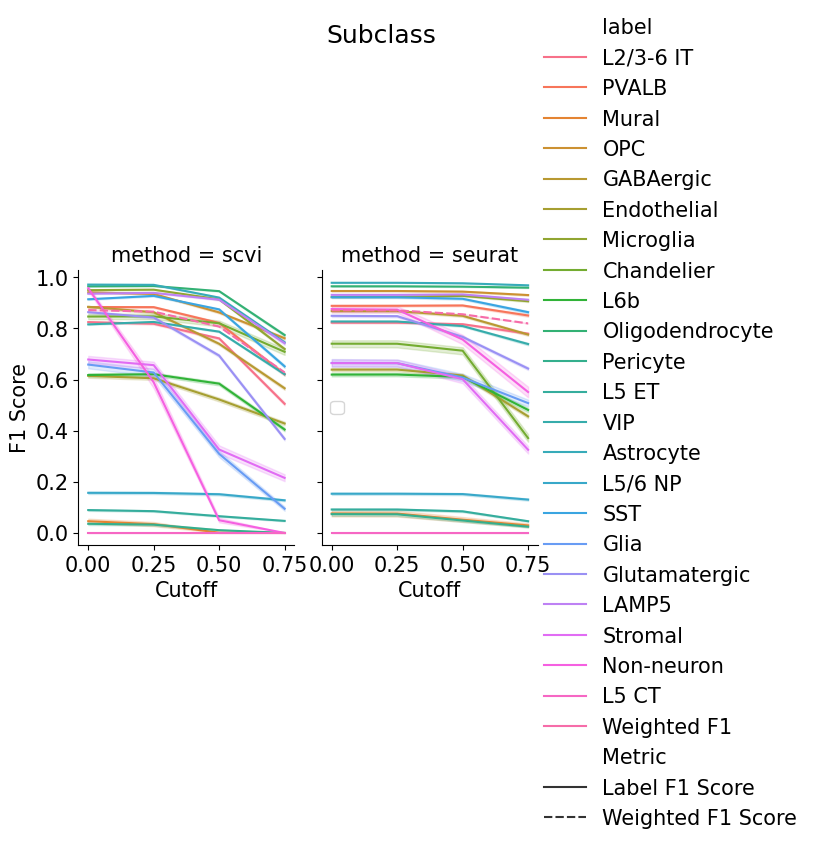 Subclass
method = scvi
method = seurat
F1 Score
1.0
0.8
0.6
0.4
0.2
0.0
0.00 0.25 0.50 0.75
0.00 0.25 0.50 0.75
Cutoff
Cutoff
label
L2/3-6 IT
PVALB
Mural
OPC
GABAergic
Endothelial
Microglia
Chandelier
L6b
Oligodendrocyte
Pericyte
L5 ET
VIP
Astrocyte
L5/6 NP
SST
Glia
Glutamatergic
LAMP5
Stromal
Non-neuron
L5 CT
Weighted F1
Metric
Label F1 Score
Weighted F1 Score